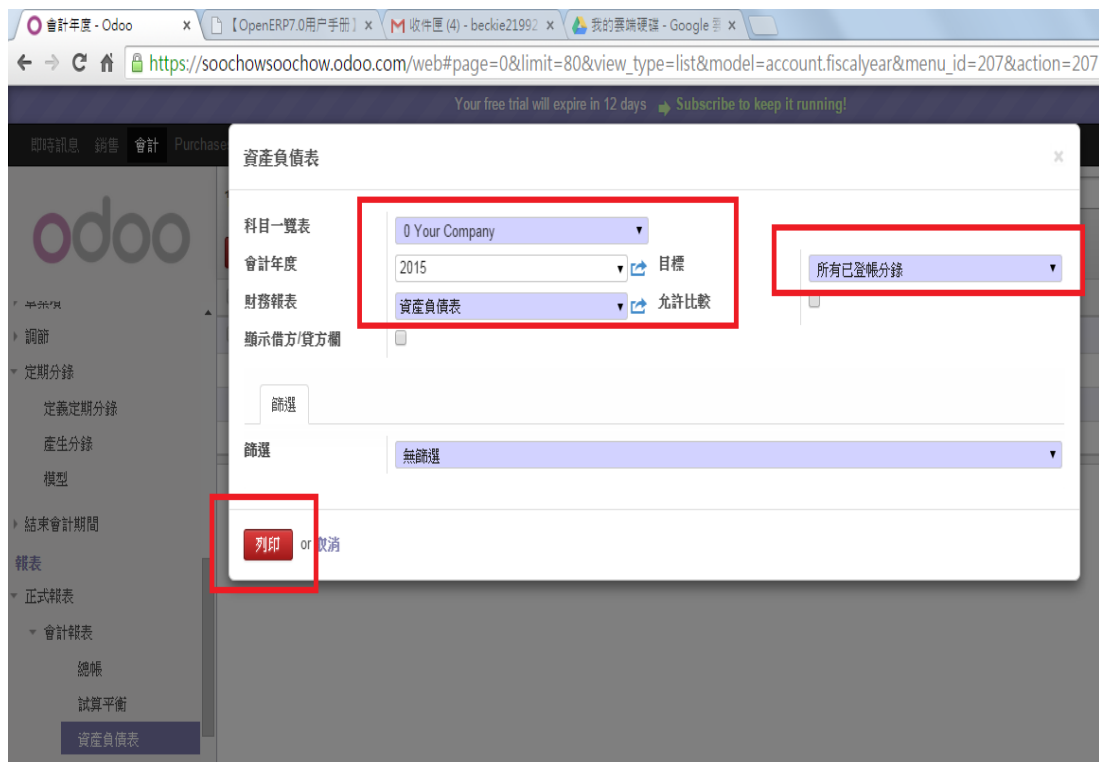 會計年度 - Odoo
【OpenERP7.0用户手册】
收件匣 (4) - beckie21992
我的雲端硬碟 - Google
https://soochowsoochow.odoo.com/web#page=0&limit=80&view_type=list&model=account.fiscalyear&menu_id=207&action=207
Your free trial will expire in 12 days Subscribe to keep it running!
即時訊息 銷售 會計 Purchase
odoo
資產負債表 ×
科目一覽表 0 Your Company
會計年度 2015 目標 所有已登帳分錄
財務報表 資產負債表 允許比較
顯示借方/貸方欄
篩選
篩選 無篩選
列印 or 取消
調節
定期分錄
定義定期分錄
產生分錄
模型
結束會計期間
報表
正式報表
會計報表
總帳
試算平衡
資產負債表